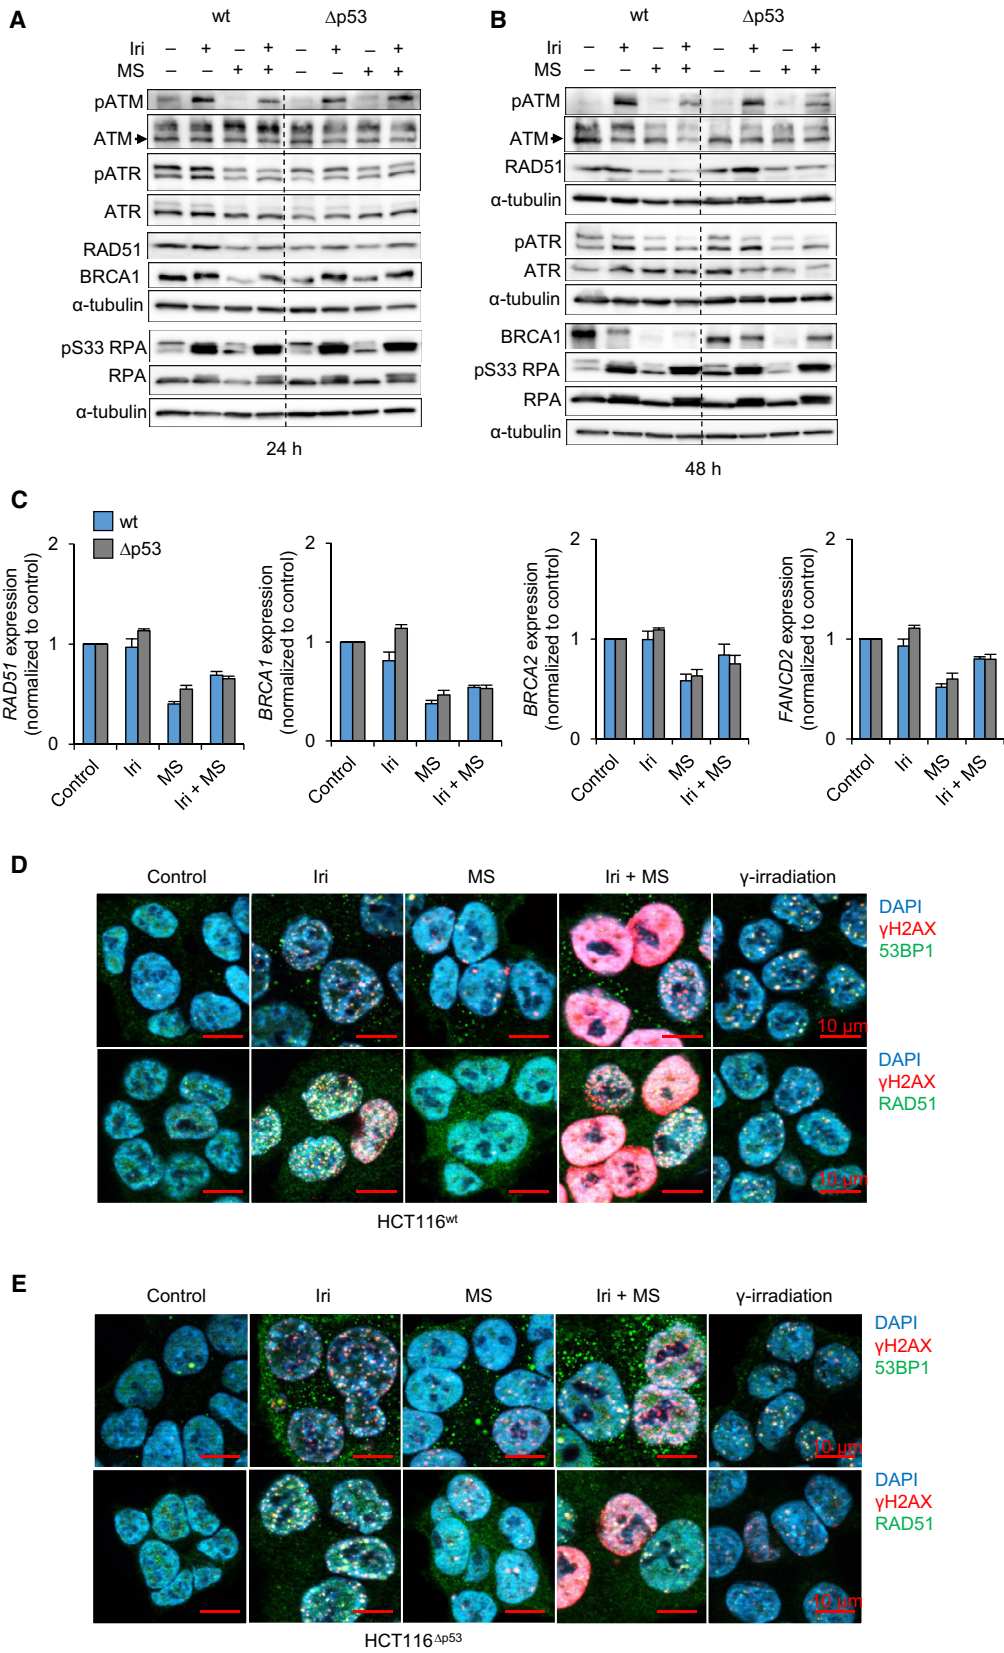 A
wt Δp53
Iri – + – + – + – +
MS – – + + – – + +
pATM
ATM
pATR
ATR
RAD51
BRCA1
α-tubulin
pS33 RPA
RPA
α-tubulin
24 h
B
wt Δp53
Iri – + – + – + – +
MS – – + + – – + +
pATM
ATM
RAD51
α-tubulin
pATR
ATR
α-tubulin
BRCA1
pS33 RPA
RPA
α-tubulin
48 h
C
wt
Δp53
RAD51 expression
(normalized to control)
2
1
0
Control
Iri
MS
Iri + MS
BRCA1 expression
(normalized to control)
2
1
0
Control
Iri
MS
Iri + MS
BRCA2 expression
(normalized to control)
2
1
0
Control
Iri
MS
Iri + MS
FANCD2 expression
(normalized to control)
2
1
0
Control
Iri
MS
Iri + MS
D
Control Iri MS Iri + MS γ-irradiation
DAPI
γH2AX
53BP1
10 µm
DAPI
γH2AX
RAD51
10 µm
HCT116wt
E
Control Iri MS Iri + MS γ-irradiation
DAPI
γH2AX
53BP1
10 µm
DAPI
γH2AX
RAD51
10 µm
HCT116Δp53